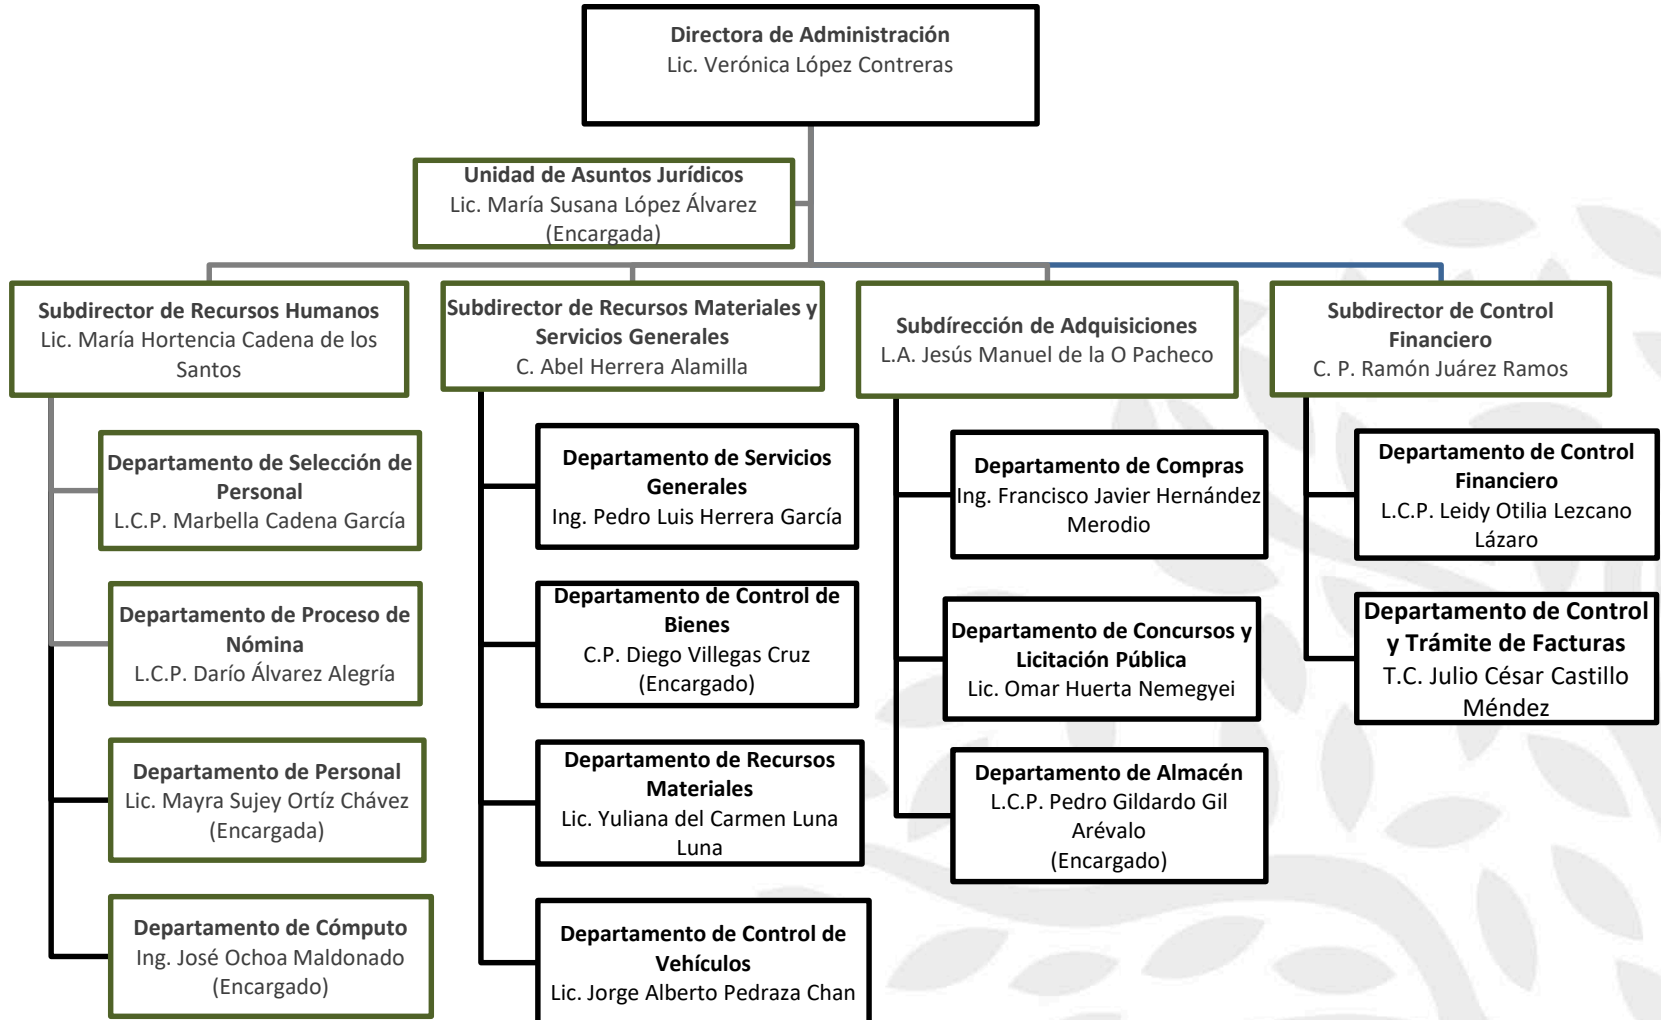 Directora de Administración
Lic. Verónica López Contreras
Unidad de Asuntos Jurídicos
Lic. María Susana López Álvarez
(Encargada)
Subdirector de Recursos Humanos
Lic. María Hortencia Cadena de los
Santos
Departamento de Selección de
Personal
L.C.P. Marbella Cadena García
Departamento de Proceso de
Nómina
L.C.P. Darío Álvarez Alegría
Departamento de Personal
Lic. Mayra Sujey Ortíz Chávez
(Encargada)
Departamento de Cómputo
Ing. José Ochoa Maldonado
(Encargado)
Subdirector de Recursos Materiales y
Servicios Generales
C. Abel Herrera Alamilla
Departamento de Servicios
Generales
Ing. Pedro Luis Herrera García
Departamento de Control de
Bienes
C.P. Diego Villegas Cruz
(Encargado)
Departamento de Recursos
Materiales
Lic. Yuliana del Carmen Luna
Luna
Departamento de Control de
Vehículos
Lic. Jorge Alberto Pedraza Chan
Subdírección de Adquisiciones
L.A. Jesús Manuel de la O Pacheco
Departamento de Compras
Ing. Francisco Javier Hernández
Merodio
Departamento de Concursos y
Licitación Pública
Lic. Omar Huerta Nemegyei
Departamento de Almacén
L.C.P. Pedro Gildardo Gil
Arévalo
(Encargado)
Subdirector de Control
Financiero
C. P. Ramón Juárez Ramos
Departamento de Control
Financiero
L.C.P. Leidy Otilia Lezcano
Lázaro
Departamento de Control
y Trámite de Facturas
T.C. Julio César Castillo
Méndez